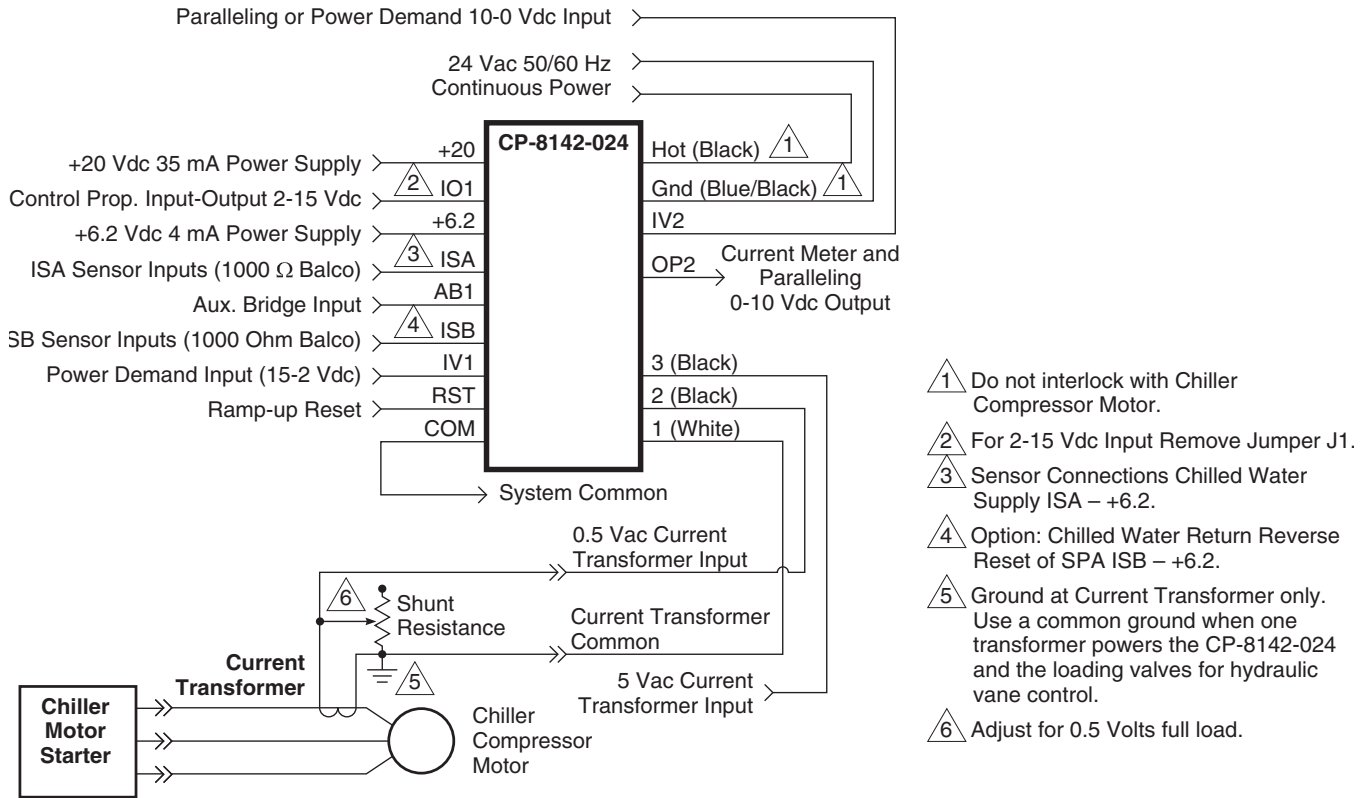 Paralleling or Power Demand 10-0 Vdc Input
24 Vac 50/60 Hz
Continuous Power
CP-8142-024
+20 Vdc 35 mA Power Supply
+20
Hot (Black)
1
Control Prop. Input-Output 2-15 Vdc
2
IO1
Gnd (Blue/Black)
1
+6.2 Vdc 4 mA Power Supply
+6.2
IV2
ISA Sensor Inputs (1000 Ω Balco)
3
ISA
OP2
Current Meter and
Paralleling
0-10 Vdc Output
Aux. Bridge Input
AB1
SB Sensor Inputs (1000 Ohm Balco)
4
ISB
Power Demand Input (15-2 Vdc)
IV1
3 (Black)
Ramp-up Reset
RST
2 (Black)
COM
1 (White)
System Common
0.5 Vac Current
Transformer Input
6
Shunt
Resistance
Current Transformer
Common
5
Current
Transformer
5 Vac Current
Transformer Input
Chiller
Motor
Starter
Chiller
Compressor
Motor
1 Do not interlock with Chiller
Compressor Motor.
2 For 2-15 Vdc Input Remove Jumper J1.
3 Sensor Connections Chilled Water
Supply ISA – +6.2.
4 Option: Chilled Water Return Reverse
Reset of SPA ISB – +6.2.
5 Ground at Current Transformer only.
Use a common ground when one
transformer powers the CP-8142-024
and the loading valves for hydraulic
vane control.
6 Adjust for 0.5 Volts full load.